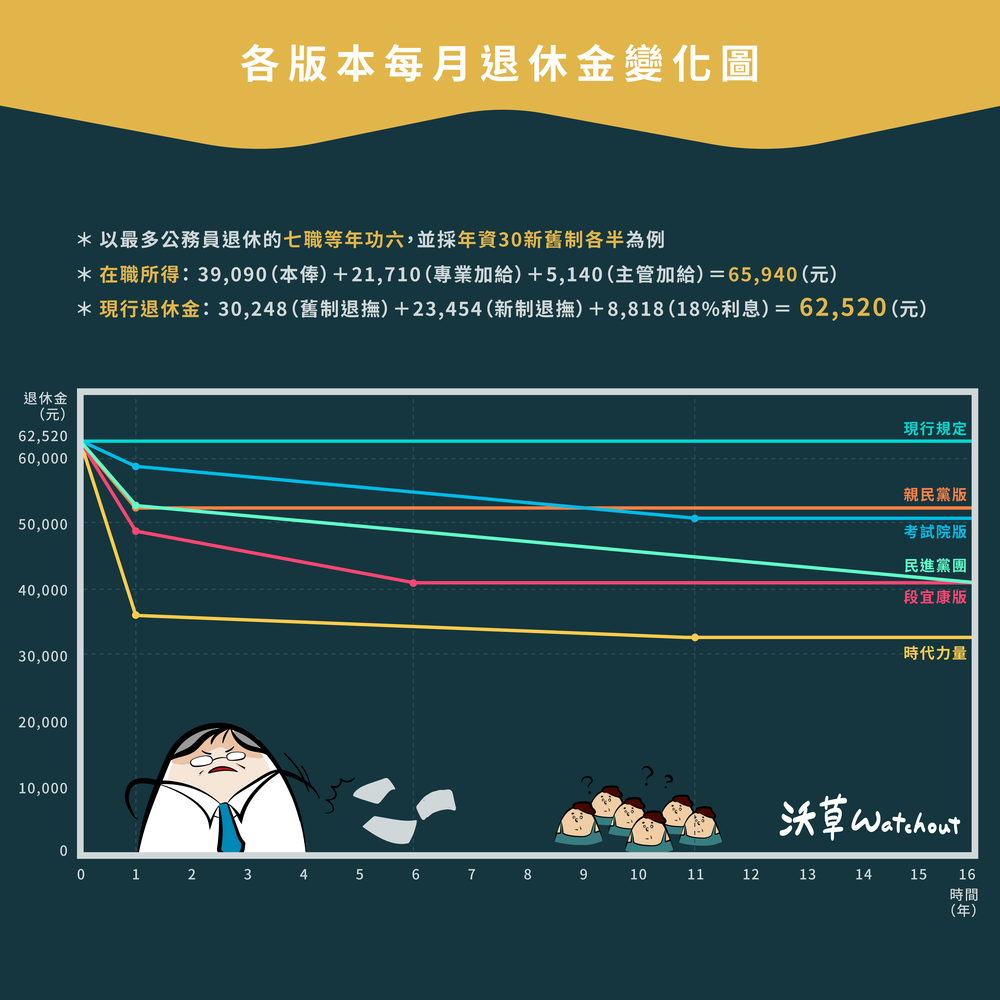 各版本每月退休金變化圖
＊ 以最多公務員退休的七職等年功六，並採年資30新舊制各半為例
＊ 在職所得：39,090（本俸）＋21,710（專業加給）＋5,140（主管加給）＝65,940（元）
＊ 現行退休金：30,248（舊制退撫）＋23,454（新制退撫）＋8,818（18%利息）＝ 62,520（元）
退休金
（元）
62,520
60,000
50,000
40,000
30,000
20,000
10,000
0
現行規定
親民黨版
考試院版
民進黨團
段宜康版
時代力量
? ? ?
沃草 Watchout
0 1 2 3 4 5 6 7 8 9 10 11 12 13 14 15 16
時間
（年）